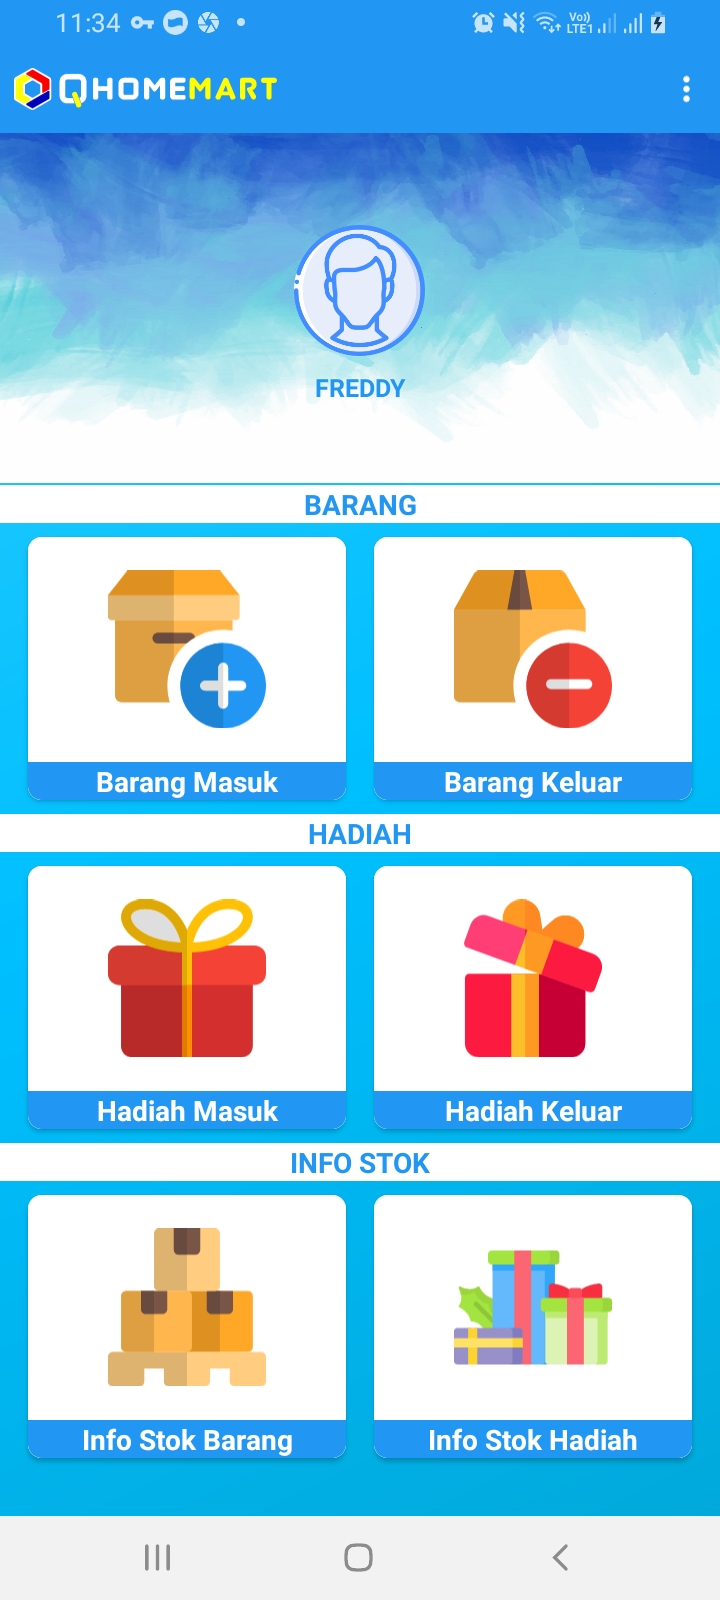 11:34
Vo)) LTE1
QHOMEMART
FREDDY
BARANG
Barang Masuk
Barang Keluar
HADIAH
Hadiah Masuk
Hadiah Keluar
INFO STOK
Info Stok Barang
Info Stok Hadiah